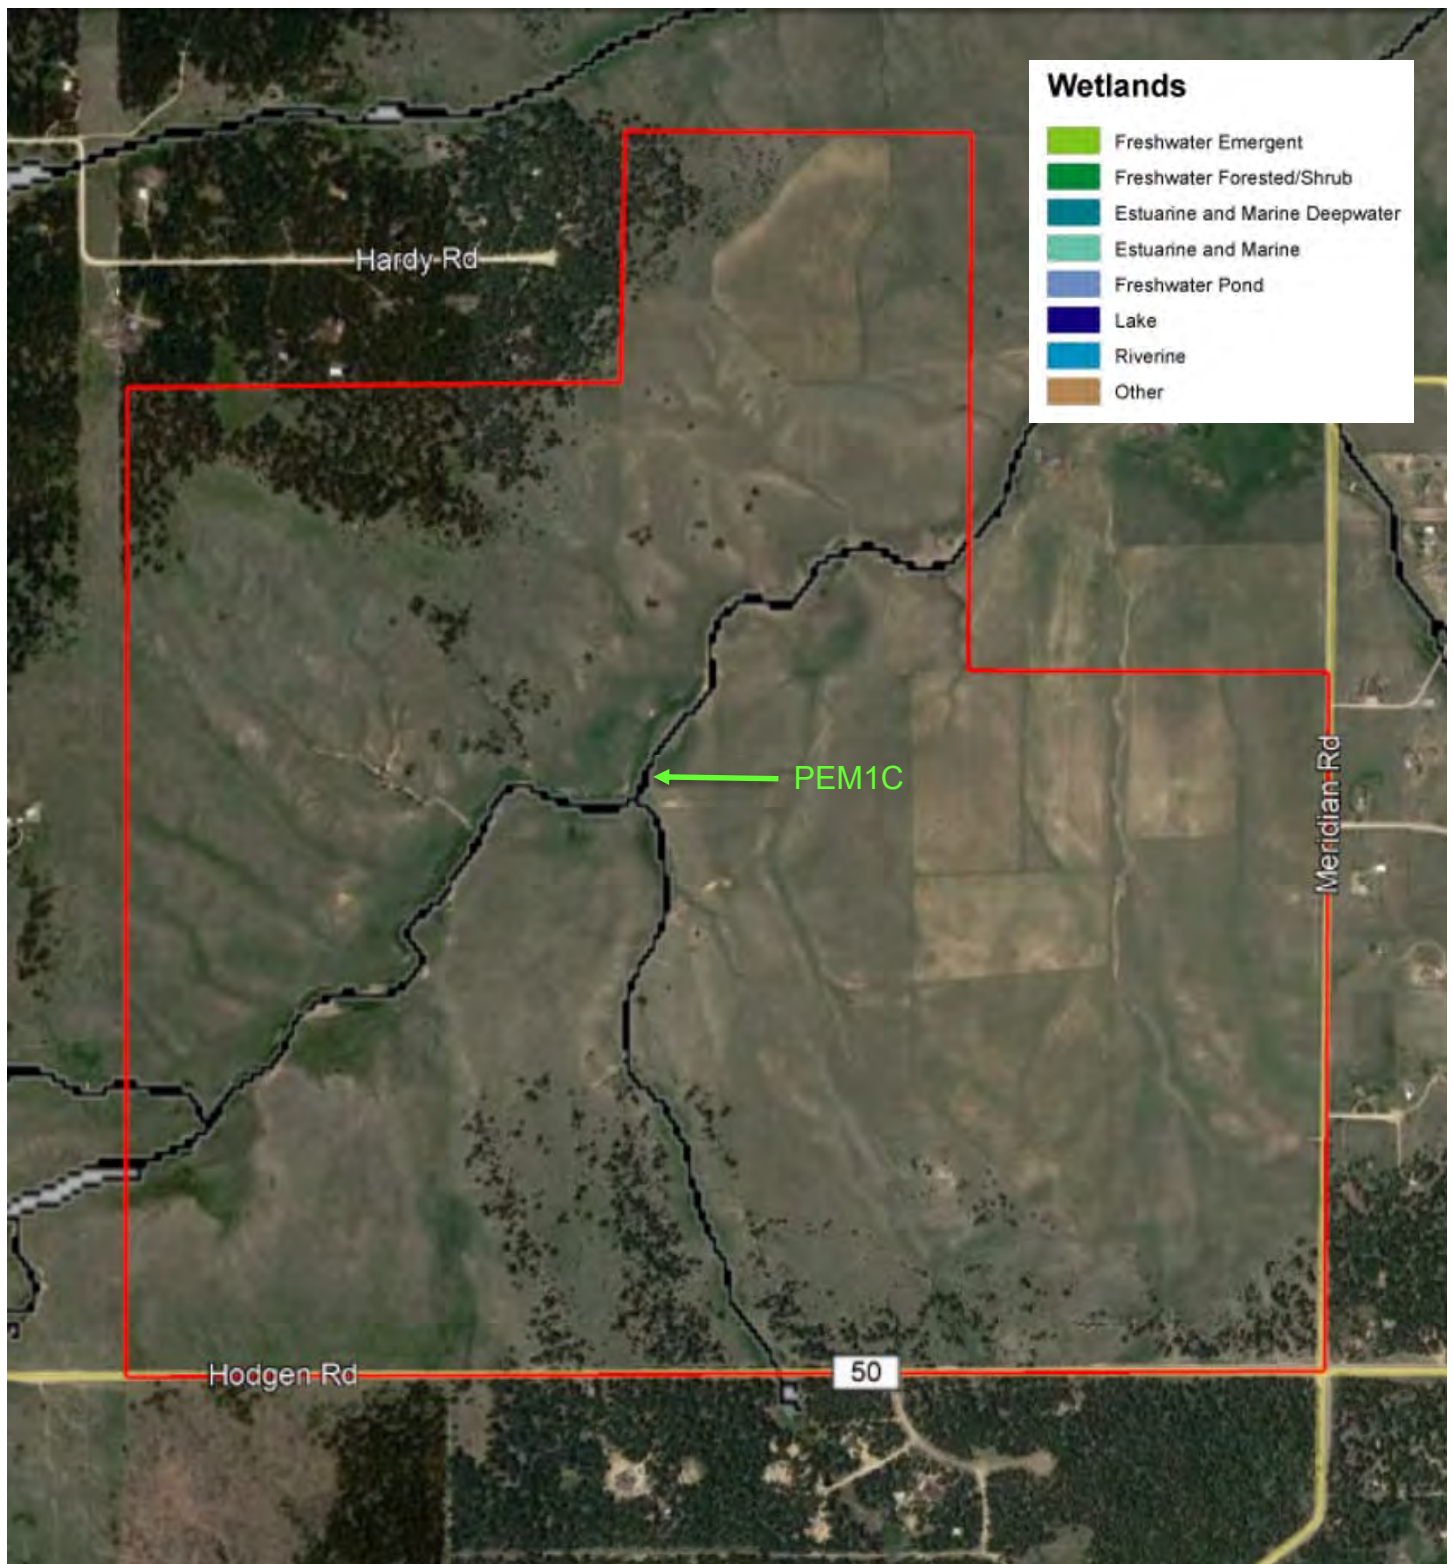 Wetlands
Freshwater Emergent
Freshwater Forested/Shrub
Estuarine and Marine Deepwater
Estuarine and Marine
Freshwater Pond
Lake
Riverine
Other
Hardy Rd
PEM1C
Meridian Rd
Hodgen Rd
50